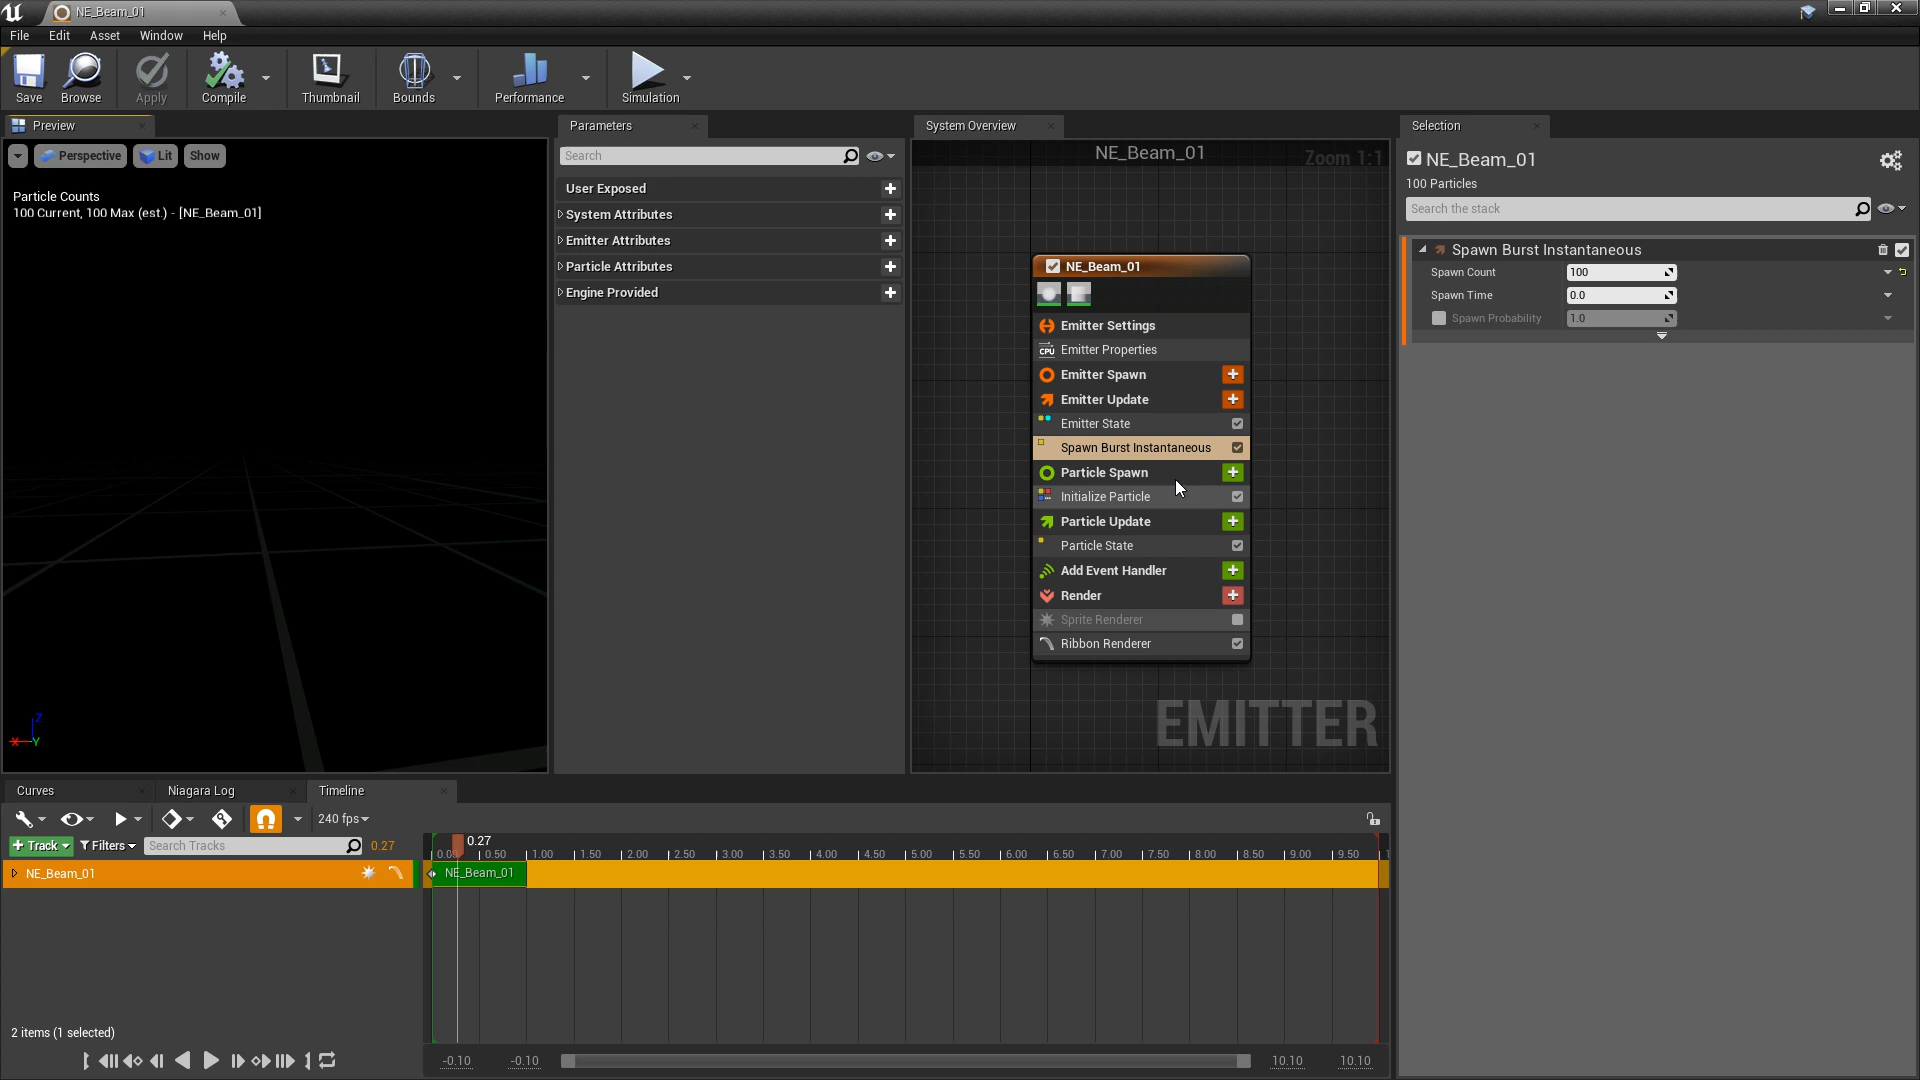 NE_Beam_01
File Edit Asset Window Help
Save Browse Apply Compile Thumbnail Bounds Performance Simulation
Preview
Perspective Lit Show
Particle Counts
100 Current, 100 Max (est.) - [NE_Beam_01]
Z
X Y
Parameters
Search
User Exposed
System Attributes
Emitter Attributes
Particle Attributes
Engine Provided
System Overview
NE_Beam_01
Zoom 1:1
NE_Beam_01
Emitter Settings
CPU Emitter Properties
Emitter Spawn
Emitter Update
Emitter State
Spawn Burst Instantaneous
Particle Spawn
Initialize Particle
Particle Update
Particle State
Add Event Handler
Render
Sprite Renderer
Ribbon Renderer
EMITTER
Selection
NE_Beam_01
100 Particles
Search the stack
Spawn Burst Instantaneous
Spawn Count 100
Spawn Time 0.0
Spawn Probability 1.0
Curves Niagara Log Timeline
240 fps
+ Track Filters Search Tracks 0.27
0.27
0.00 0.50 1.00 1.50 2.00 2.50 3.00 3.50 4.00 4.50 5.00 5.50 6.00 6.50 7.00 7.50 8.00 8.50 9.00 9.50 1
NE_Beam_01
NE_Beam_01
2 items (1 selected)
-0.10 -0.10 10.10 10.10